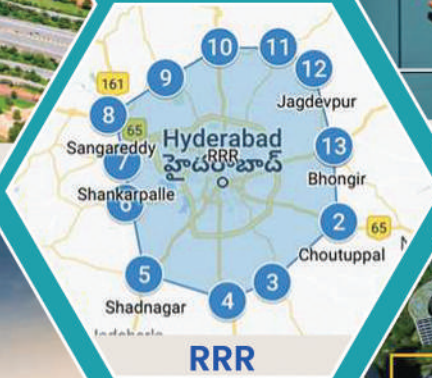 10
11
12
9
161
Jagdevpur
8
65
Hyderabad
13
Sangareddy
RRR
హైదరాబాద్
7
Bhongir
Shankarpalle
6
2
65
Choutuppal
5
3
4
Shadnagar
RRR